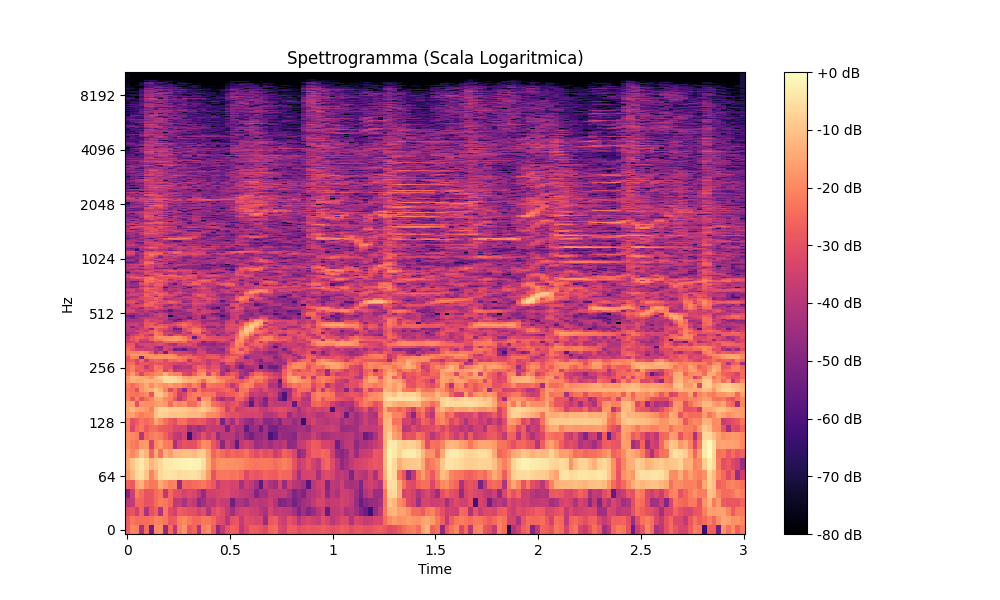 Spettrogramma (Scala Logaritmica)
Hz
8192
4096
2048
1024
512
256
128
64
0
0
0.5
1
1.5
2
2.5
3
Time
+0 dB
-10 dB
-20 dB
-30 dB
-40 dB
-50 dB
-60 dB
-70 dB
-80 dB